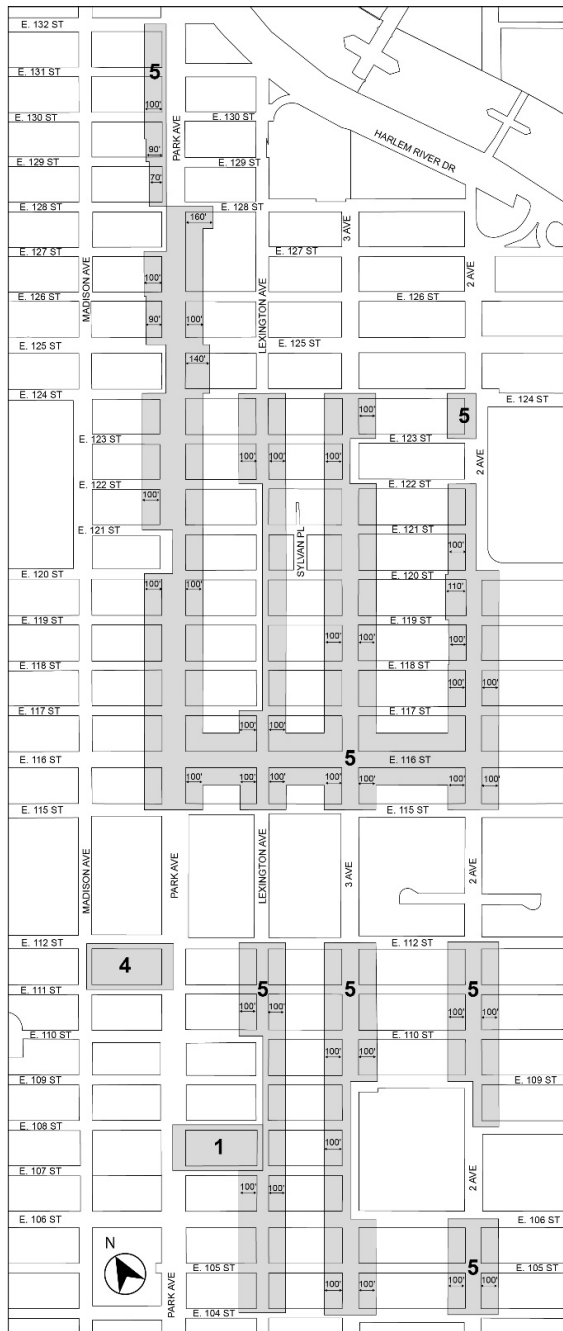 E. 132 ST
E. 131 ST
5
100'
E. 130 ST
E. 130 ST
PARK AVE
90'
E. 129 ST
E. 129 ST
HARLEM RIVER DR
70'
E. 128 ST
E. 128 ST
160'
3 AVE
E. 127 ST
E. 127 ST
MADISON AVE
100'
LEXINGTON AVE
2 AVE
E. 126 ST
E. 126 ST
90'
100'
E. 125 ST
E. 125 ST
140'
E. 124 ST
E. 124 ST
100'
5
E. 123 ST
E. 123 ST
100'
100'
100'
2 AVE
E. 122 ST
E. 122 ST
100'
E. 121 ST
E. 121 ST
SYLVAN PL
100'
E. 120 ST
E. 120 ST
100'
100'
110'
E. 119 ST
E. 119 ST
100'
100'
100'
E. 118 ST
E. 118 ST
100'
100'
E. 117 ST
E. 117 ST
100'
100'
E. 116 ST
5
E. 116 ST
100'
100'
100'
100'
100'
100'
100'
E. 115 ST
E. 115 ST
MADISON AVE
PARK AVE
LEXINGTON AVE
3 AVE
2 AVE
E. 112 ST
E. 112 ST
4
E. 111 ST
5
5
5
100'
100'
100'
100'
E. 110 ST
E. 110 ST
100'
100'
E. 109 ST
E. 109 ST
E. 108 ST
1
100'
E. 107 ST
100'
100'
2 AVE
E. 106 ST
E. 106 ST
N
E. 105 ST
5
E. 105 ST
PARK AVE
100'
100'
100'
100'
E. 104 ST